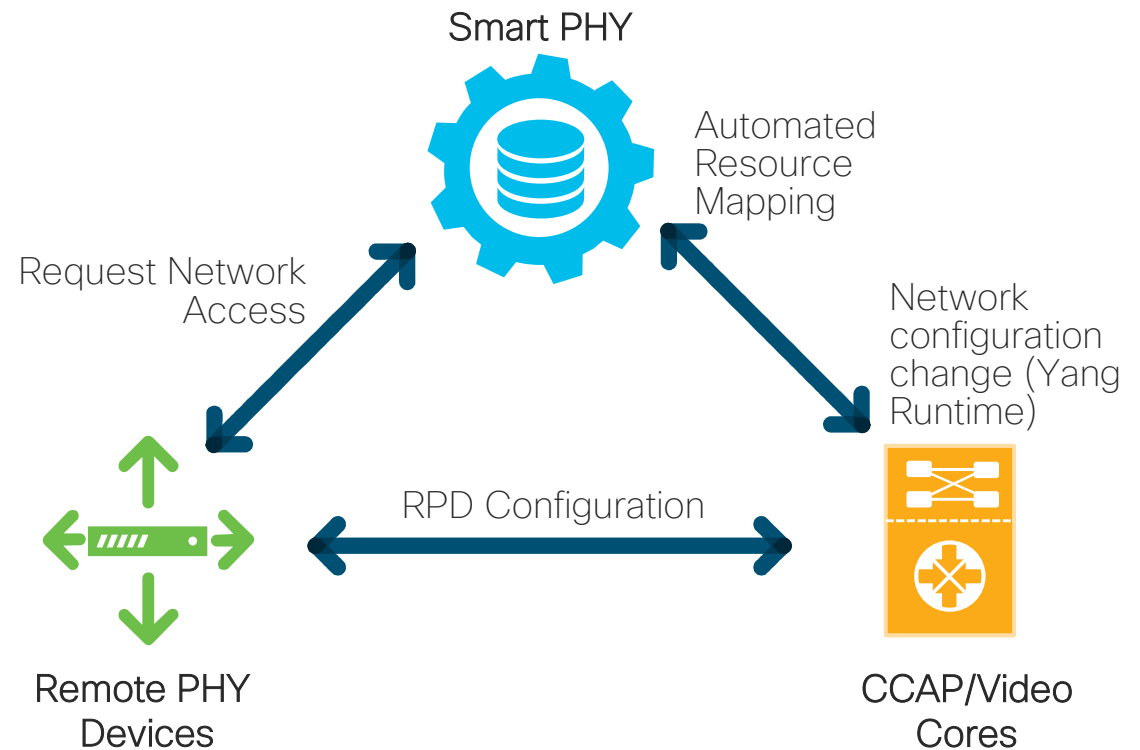 Smart PHY
Automated
Resource
Mapping
Request Network
Access
Network
configuration
change (Yang
Runtime)
RPD Configuration
Remote PHY
Devices
CCAP/Video
Cores